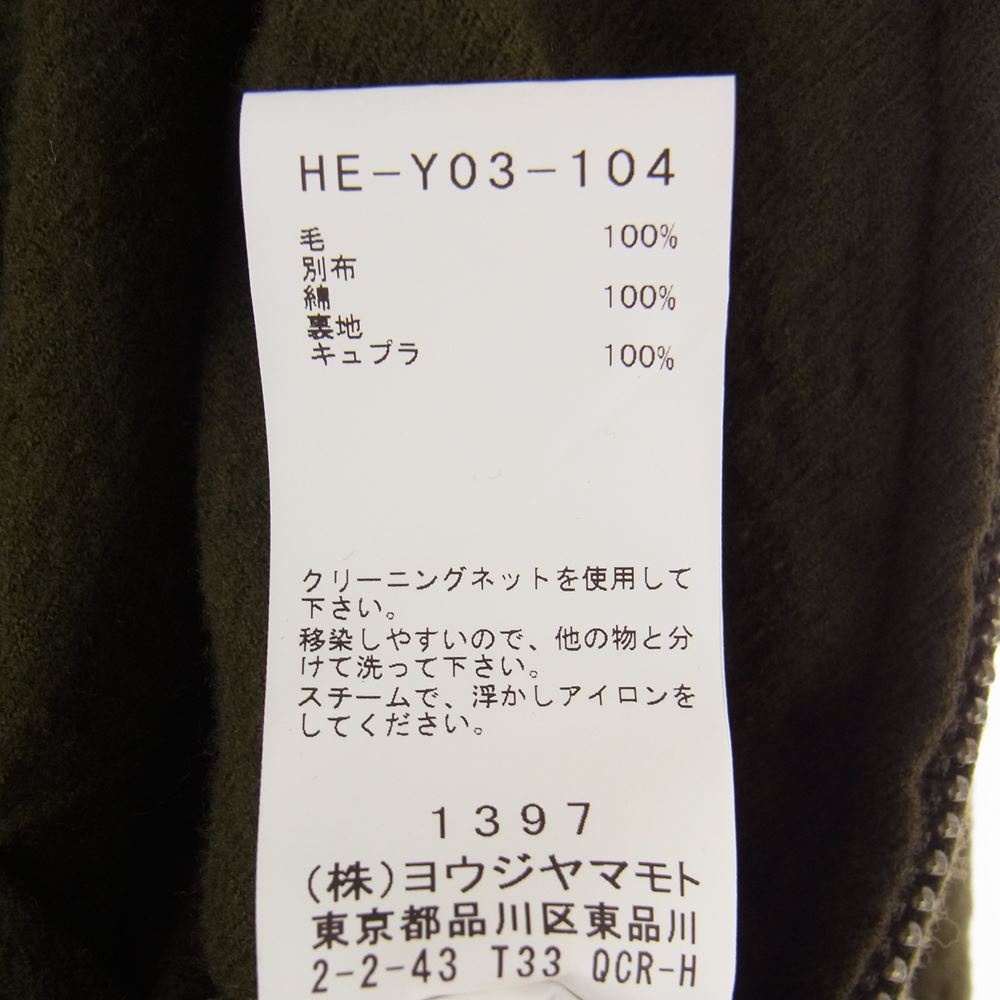 HE-Y03-104
毛 100%
別布
綿 100%
裏地
キュプラ 100%
クリーニングネットを使用して
下さい。
移染しやすいので、他の物と分
けて洗って下さい。
スチームで、浮かしアイロンを
してください。
1397
(株)ヨウジヤマモト
東京都品川区東品川
2-2-43 T33 QCR-H